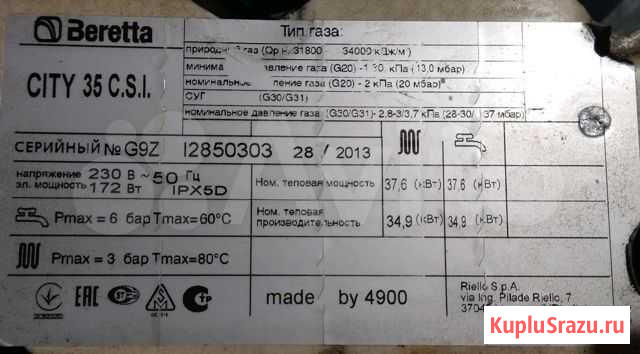 Beretta
CITY 35 C.S.I.
Тип газа:
газ (Qр н. 31800 - 34000 кДж/м³)
минима давление газа (G20) - 1,30 кПа (13,0 мбар)
номинальное давление газа (G20) - 2 кПа (20 мбар)
СУГ (G30/G31)
номинальное давление газа (G30/G31) - 2,8-3/3,7 кПа (28-30/ 37 мбар)
СЕРИЙНЫЙ № G9Z I2850303 28 / 2013
напряжение 230 В ~ 50 Гц
эл. мощность 172 Вт IPX5D
Ном. тепловая мощность 37,6 (кВт) 37,6 (кВт)
Ном. тепловая производительность 34,9 (кВт) 34,9 (кВт)
Pmax = 6 бар Tmax=60°C
Pmax = 3 бар Tmax=80°C
EAC
made by 4900
Riello S.p.A.
via Ing. Pilade Riello, 7
KupluSrazu.ru